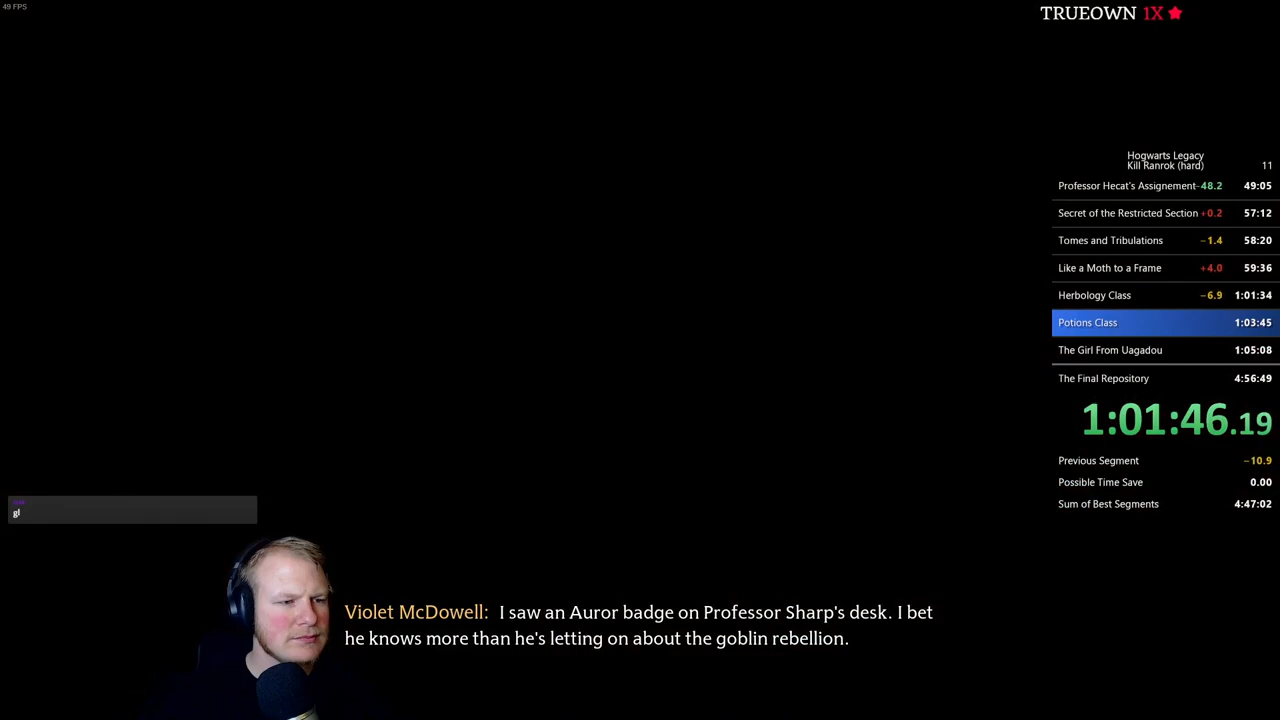 49 FPS
TRUEOWN 1X
Hogwarts Legacy
Kill Ranrok (hard) 11
Professor Hecat's Assignement -48.2 49:05
Secret of the Restricted Section +0.2 57:12
Tomes and Tribulations −1.4 58:20
Like a Moth to a Frame +4.0 59:36
Herbology Class −6.9 1:01:34
Potions Class 1:03:45
The Girl From Uagadou 1:05:08
The Final Repository 4:56:49
1:01:46.19
Previous Segment −10.9
Possible Time Save 0.00
Sum of Best Segments 4:47:02
gl
Violet McDowell: I saw an Auror badge on Professor Sharp's desk. I bet
he knows more than he's letting on about the goblin rebellion.